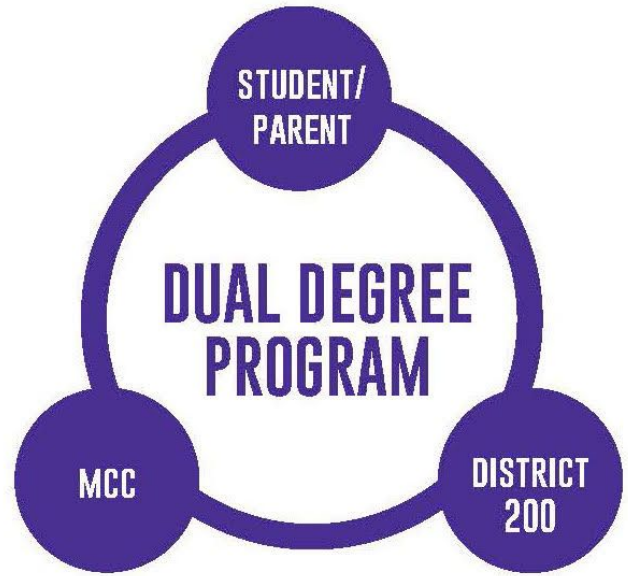 STUDENT/
PARENT
DUAL DEGREE
PROGRAM
MCC
DISTRICT
200